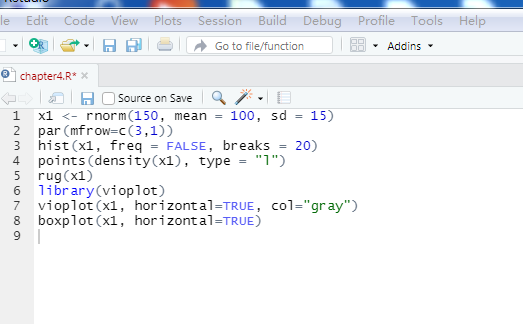 le Edit Code View Plots Session Build Debug Profile Tools Help
Go to file/function Addins
chapter4.R*
Source on Save
1 x1 <- rnorm(150, mean = 100, sd = 15)
2 par(mfrow=c(3,1))
3 hist(x1, freq = FALSE, breaks = 20)
4 points(density(x1), type = "l")
5 rug(x1)
6 library(vioplot)
7 vioplot(x1, horizontal=TRUE, col="gray")
8 boxplot(x1, horizontal=TRUE)
9